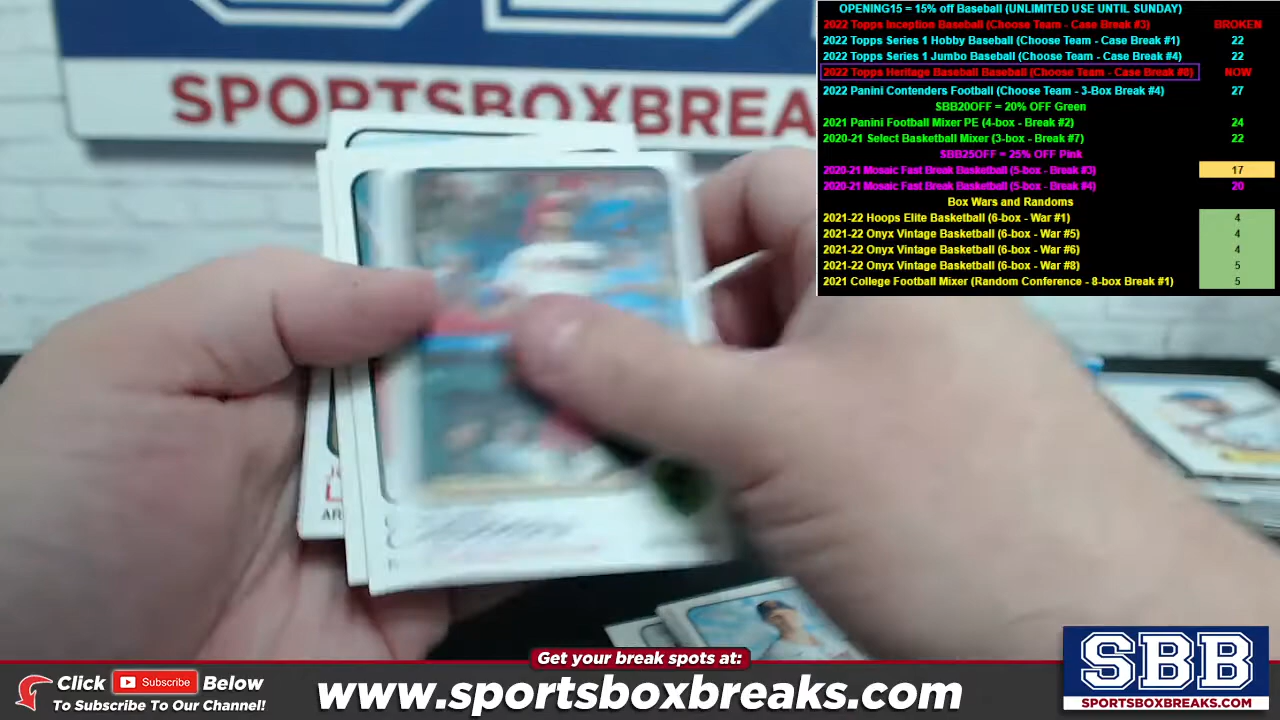 OPENING15 = 15% off Baseball (UNLIMITED USE UNTIL SUNDAY)
2022 Topps Inception Baseball (Choose Team - Case Break #3) BROKEN
2022 Topps Series 1 Hobby Baseball (Choose Team - Case Break #1) 22
2022 Topps Series 1 Jumbo Baseball (Choose Team - Case Break #4) 22
2022 Topps Heritage Baseball Baseball (Choose Team - Case Break #8) NOW
2022 Panini Contenders Football (Choose Team - 3-Box Break #4) 27
SBB20OFF = 20% OFF Green
2021 Panini Football Mixer PE (4-box - Break #2) 24
2020-21 Select Basketball Mixer (3-box - Break #7) 22
SBB25OFF = 25% OFF Pink
2020-21 Mosaic Fast Break Basketball (5-box - Break #3) 17
2020-21 Mosaic Fast Break Basketball (5-box - Break #4) 20
Box Wars and Randoms
2021-22 Hoops Elite Basketball (6-box - War #1) 4
2021-22 Onyx Vintage Basketball (6-box - War #5) 4
2021-22 Onyx Vintage Basketball (6-box - War #6) 4
2021-22 Onyx Vintage Basketball (6-box - War #8) 5
2021 College Football Mixer (Random Conference - 8-box Break #1) 5
SPORTSBOXBREA
AR
Get your break spots at:
Click Subscribe Below
To Subscribe To Our Channel!
www.sportsboxbreaks.com
SBB
SPORTSBOXBREAKS.COM